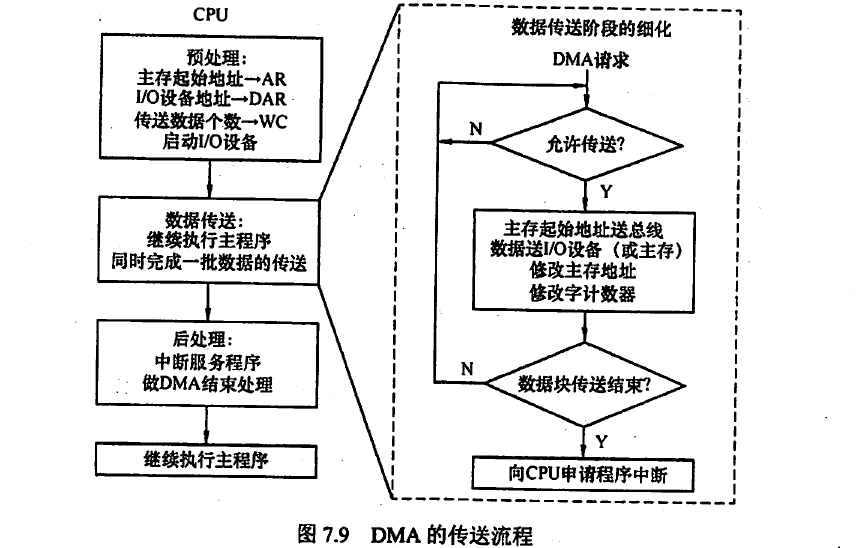 CPU
预处理：
主存起始地址→AR
I/O设备地址→DAR
传送数据个数→WC
启动I/O设备
数据传送：
继续执行主程序
同时完成一批数据的传送
后处理：
中断服务程序
做DMA结束处理
继续执行主程序
数据传送阶段的细化
DMA请求
N
允许传送？
Y
主存起始地址送总线
数据送I/O设备（或主存）
修改主存地址
修改字计数器
N
数据块传送结束？
Y
向CPU申请程序中断
图 7.9 DMA 的传送流程